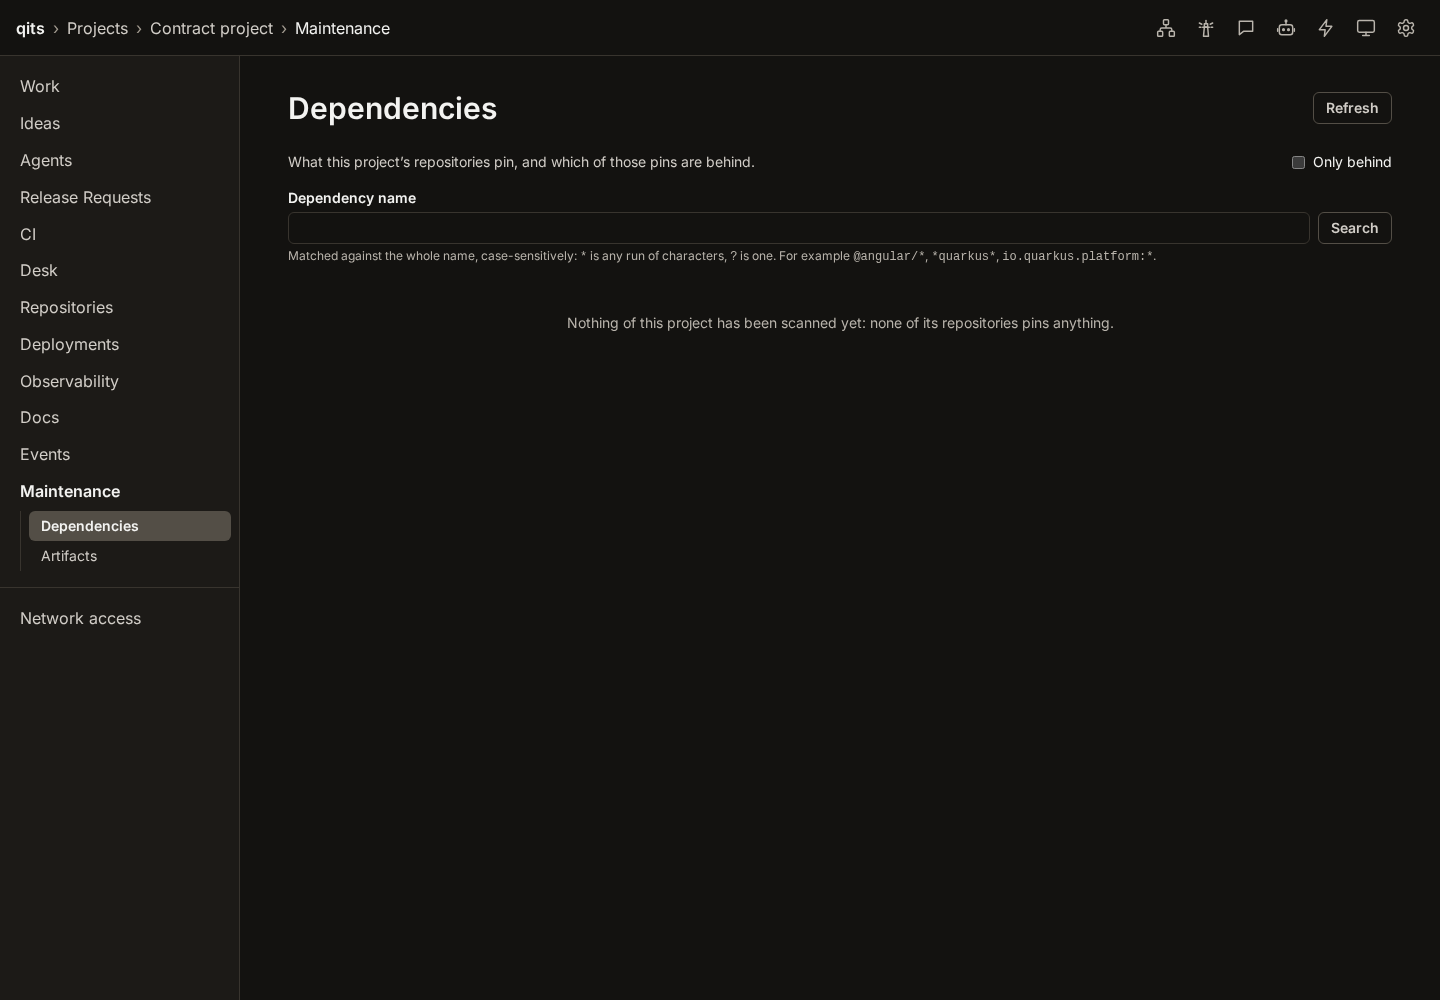 qits › Projects › Contract project › Maintenance
Work
Ideas
Agents
Release Requests
CI
Desk
Repositories
Deployments
Observability
Docs
Events
Maintenance
Dependencies
Artifacts
Network access
Dependencies
Refresh
What this project's repositories pin, and which of those pins are behind.
Only behind
Dependency name
Search
Matched against the whole name, case-sensitively: * is any run of characters, ? is one. For example @angular/*, *quarkus*, io.quarkus.platform:*.
Nothing of this project has been scanned yet: none of its repositories pins anything.